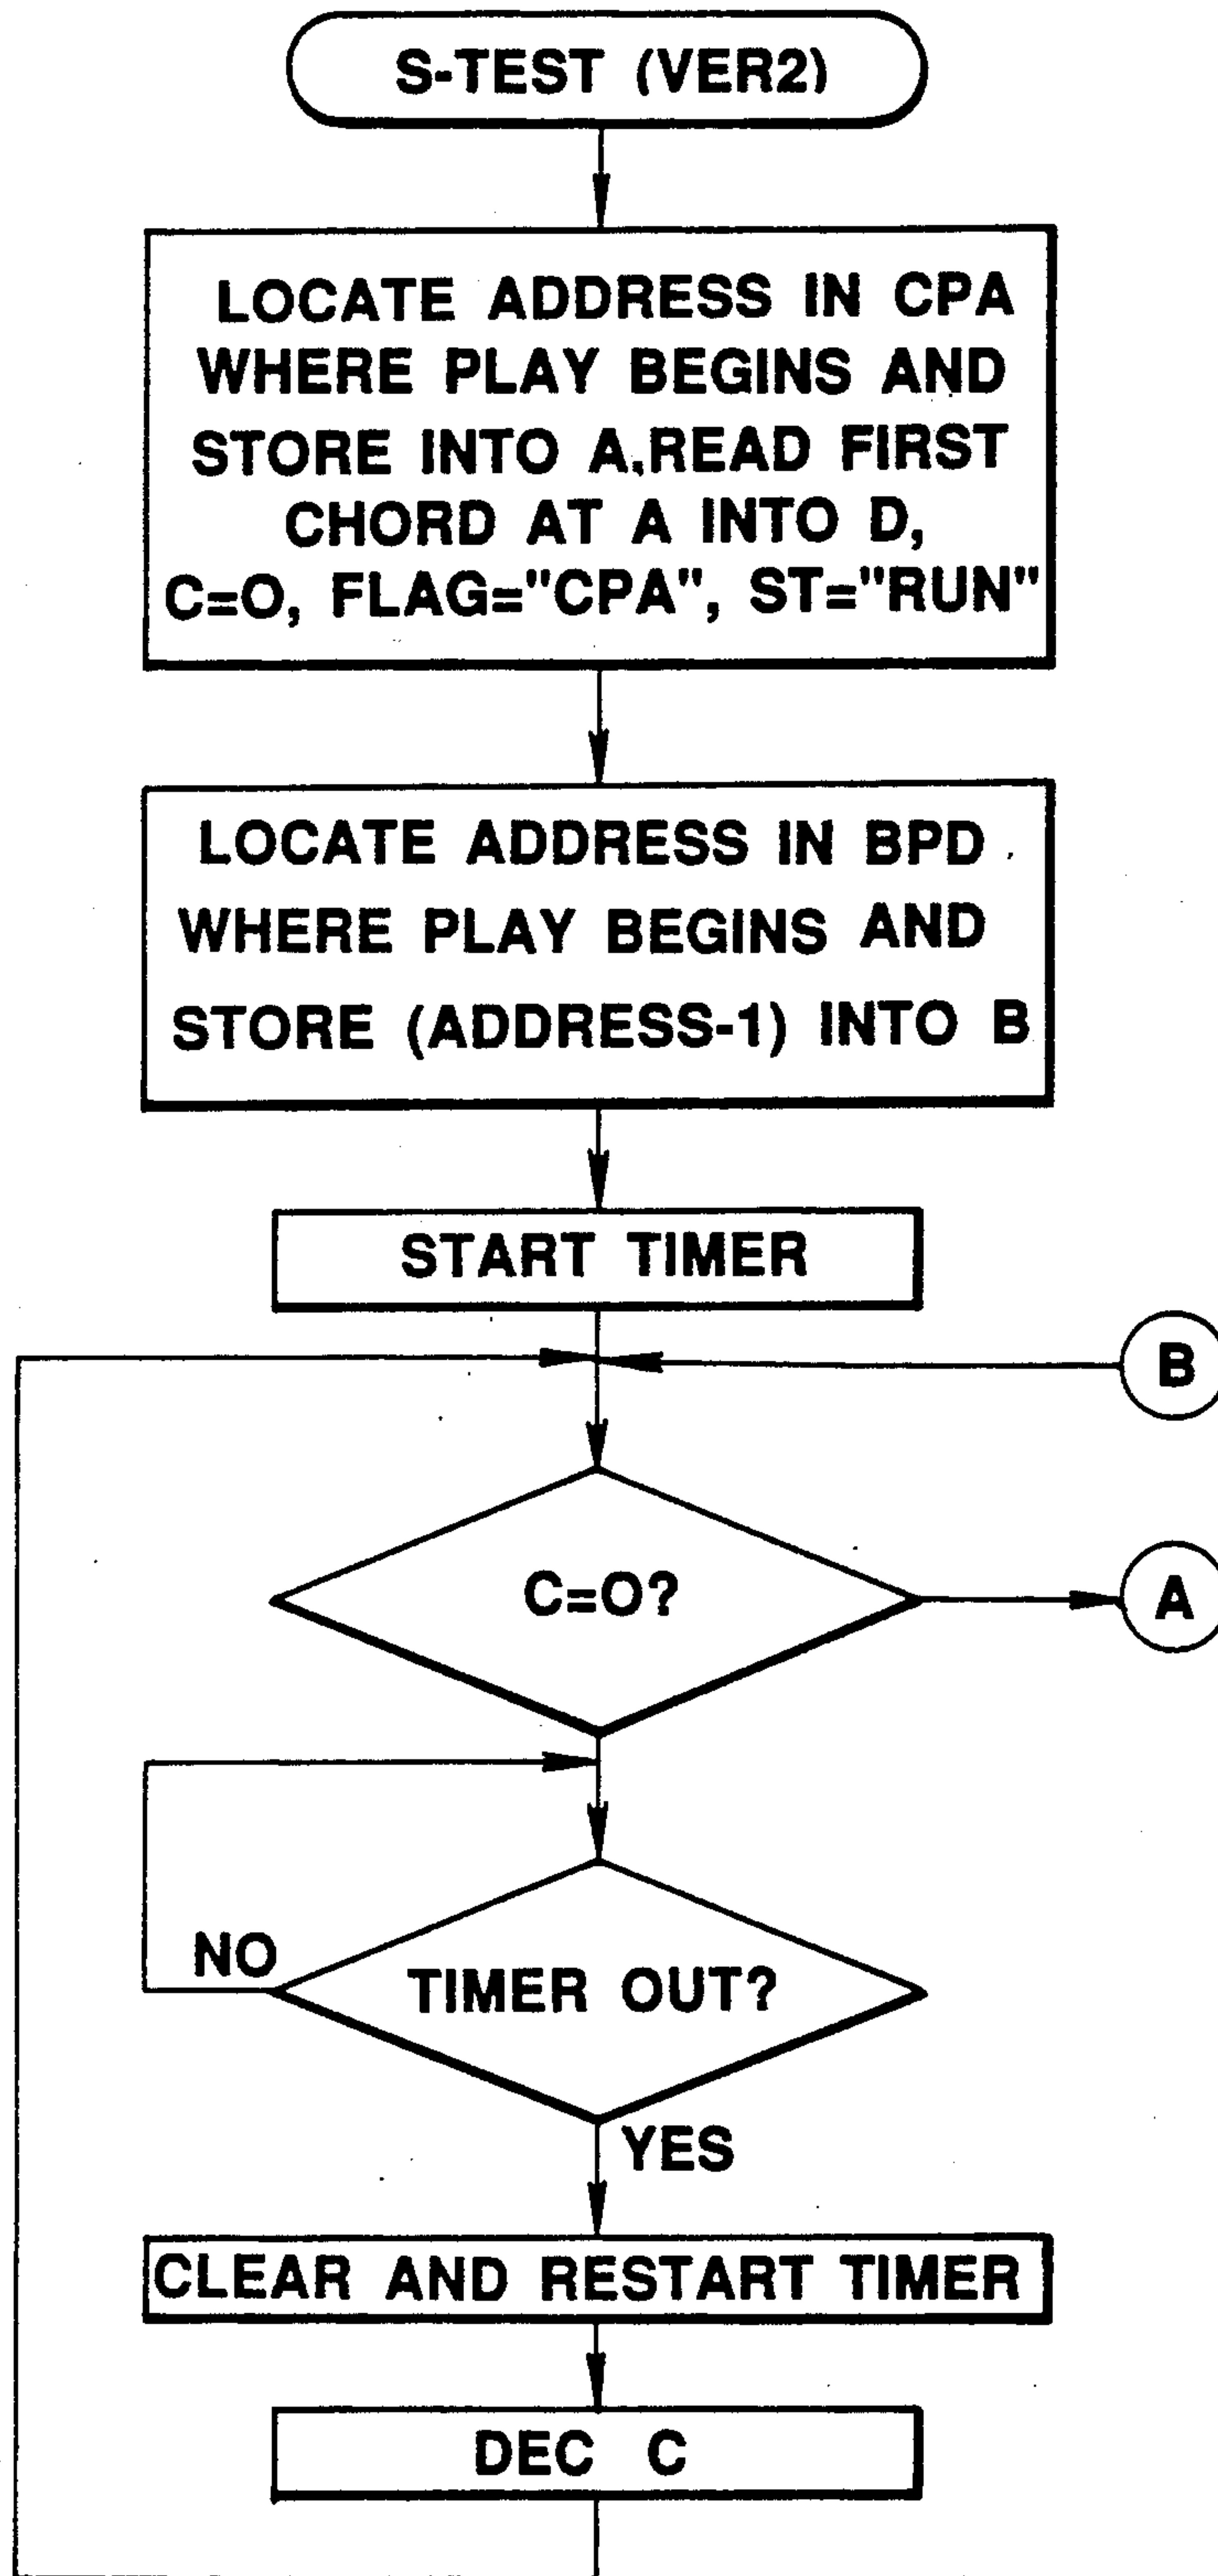 S-TEST (VER2)
LOCATE ADDRESS IN CPA
WHERE PLAY BEGINS AND
STORE INTO A,READ FIRST
CHORD AT A INTO D,
C=O, FLAG="CPA", ST="RUN"
LOCATE ADDRESS IN BPD
WHERE PLAY BEGINS AND
STORE (ADDRESS-1) INTO B
START TIMER
B
C=O?
A
NO
TIMER OUT?
YES
CLEAR AND RESTART TIMER
DEC C